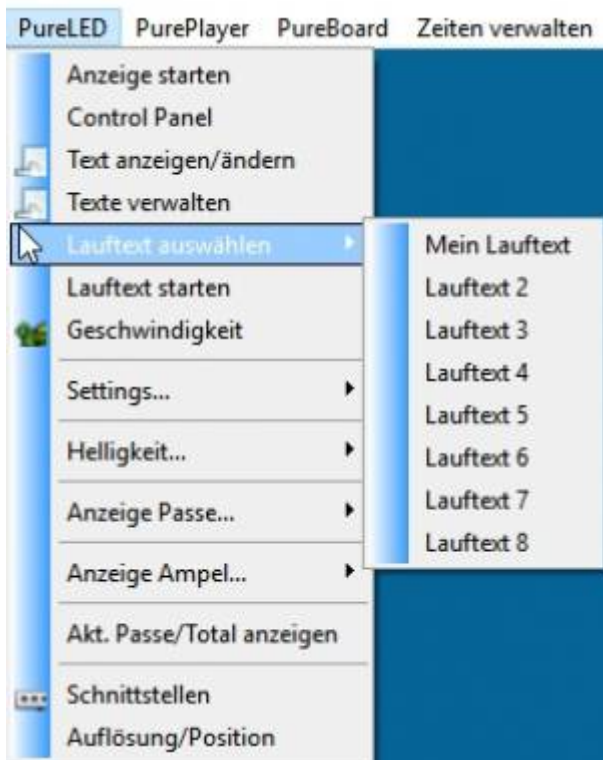 PureLED PurePlayer PureBoard Zeiten verwalten
Anzeige starten
Control Panel
Text anzeigen/ändern
Texte verwalten
Lauftext auswählen
Lauftext starten
Geschwindigkeit
Settings...
Helligkeit...
Anzeige Passe...
Anzeige Ampel...
Akt. Passe/Total anzeigen
Schnittstellen
Auflösung/Position
Mein Lauftext
Lauftext 2
Lauftext 3
Lauftext 4
Lauftext 5
Lauftext 6
Lauftext 7
Lauftext 8